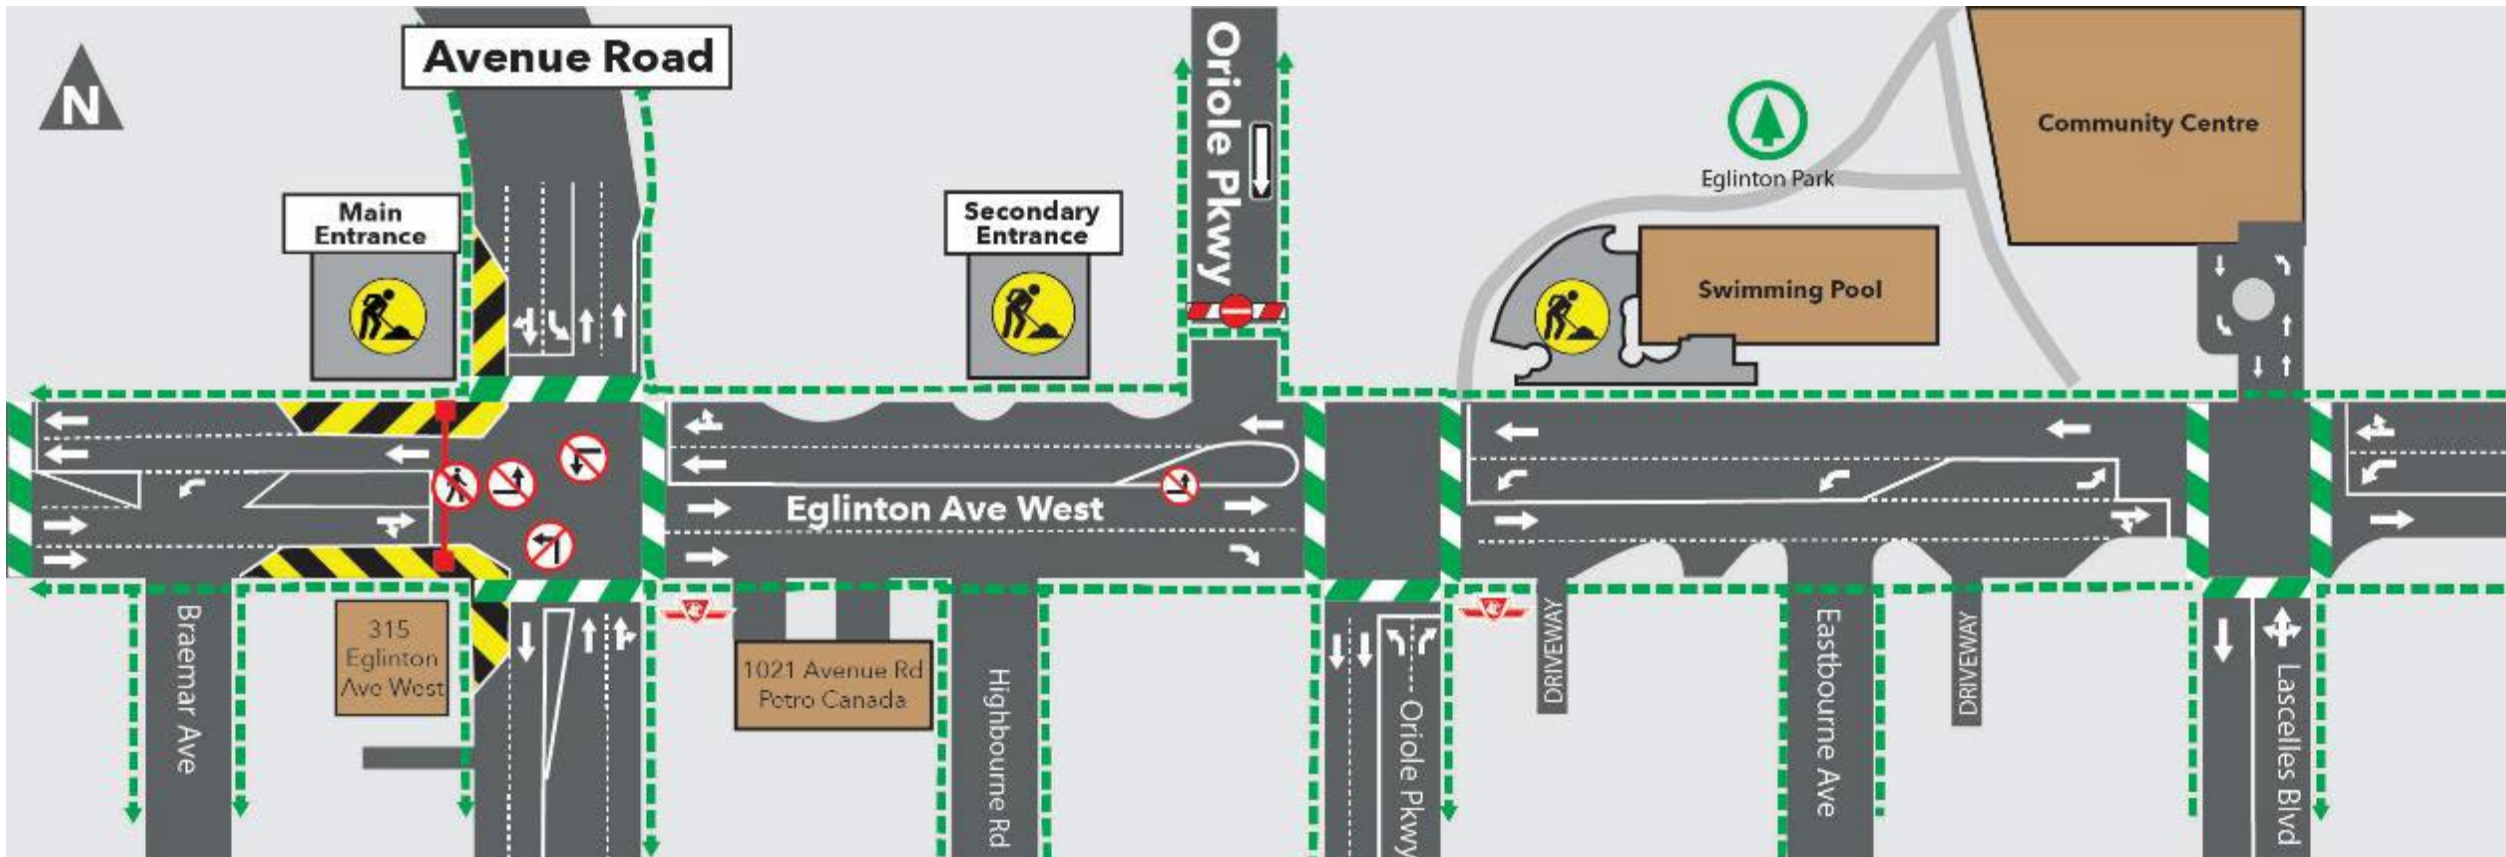 Avenue Road
N
Oriole Pkwy
Community Centre
Eglinton Park
Main
Entrance
Secondary
Entrance
Swimming Pool
Eglinton Ave West
Braemar Ave
315
Eglinton
Ave West
1021 Avenue Rd
Petro Canada
Highbourne Rd
Oriole Pkwy
DRIVEWAY
Eastbourne Ave
DRIVEWAY
Lascelles Blvd